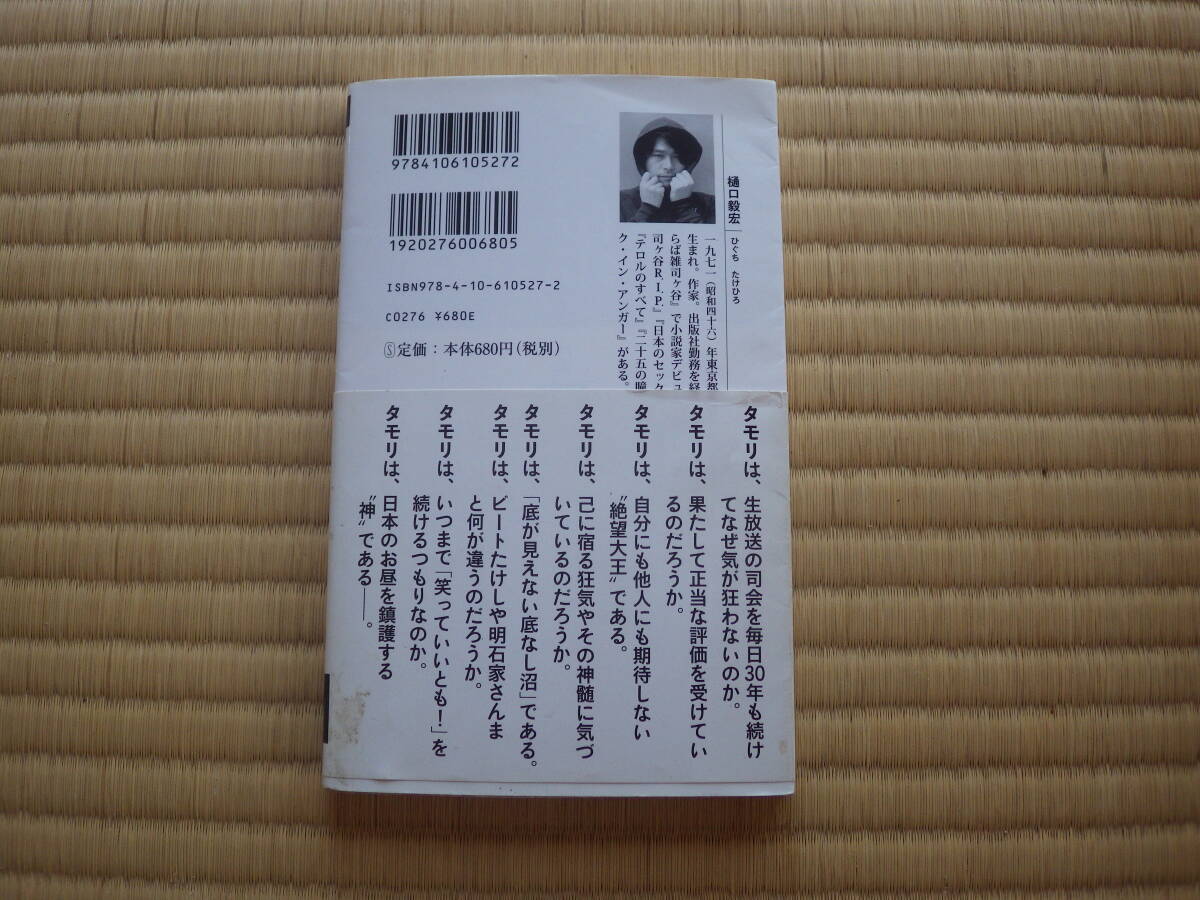 9784106105272
1920276006805
ISBN978-4-10-610527-2
C0276 ¥680E
Ⓢ定価:本体680円(税別)
樋口毅宏
ひぐち たけひろ
一九七一(昭和四十六)年東京都
生まれ。作家。出版社勤務を経
らば雑司ヶ谷』で小説家デビュ
司ヶ谷R.I.P.』『日本のセック
『テロルのすべて』『二十五の瞳
ク・イン・アンガー』がある。
タモリは、生放送の司会を毎日30年も続け
てなぜ気が狂わないのか。
タモリは、果たして正当な評価を受けてい
るのだろうか。
タモリは、自分にも他人にも期待しない
〝絶望大王〟である。
タモリは、己に宿る狂気やその神髄に気づ
いているのだろうか。
タモリは、「底が見えない底なし沼」である。
タモリは、ビートたけしや明石家さんま
と何が違うのだろうか。
タモリは、いつまで「笑っていいとも!」を
続けるつもりなのか。
タモリは、日本のお昼を鎮護する
〝神〟である——。